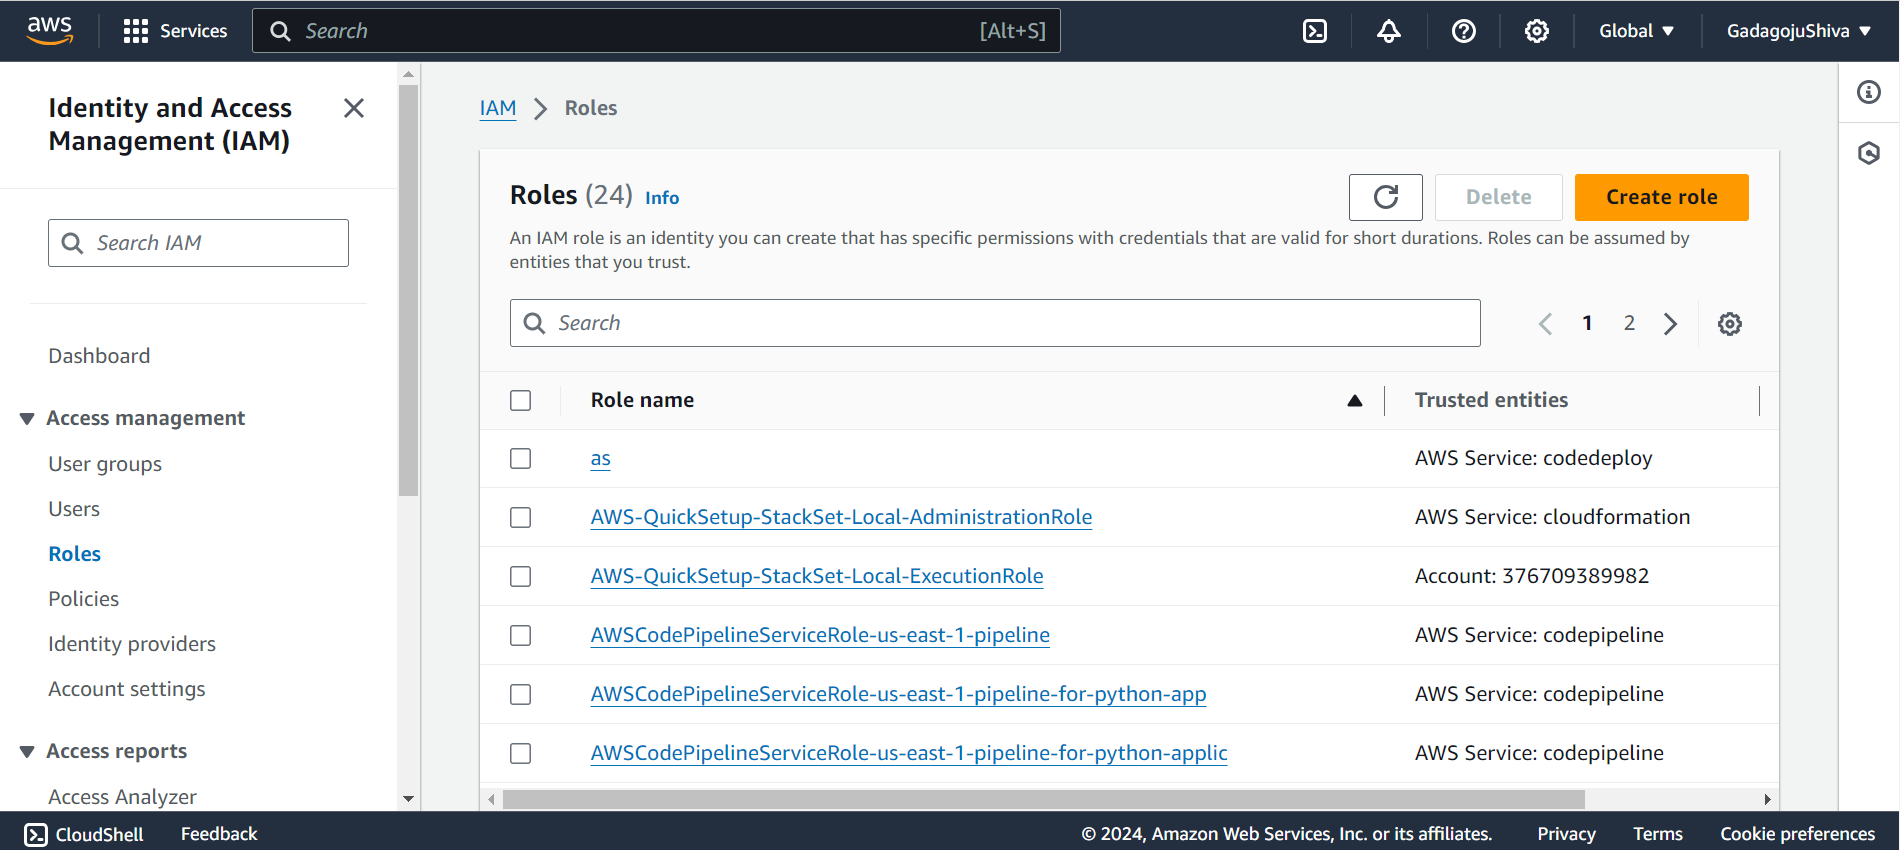 aws
Services
Search
[Alt+S]
Global
GadagojuShiva
Identity and Access
Management (IAM)
Search IAM
Dashboard
Access management
User groups
Users
Roles
Policies
Identity providers
Account settings
Access reports
Access Analyzer
IAM
Roles
Roles (24) Info
Delete
Create role
An IAM role is an identity you can create that has specific permissions with credentials that are valid for short durations. Roles can be assumed by
entities that you trust.
Search
1
2
Role name
Trusted entities
as
AWS Service: codedeploy
AWS-QuickSetup-StackSet-Local-AdministrationRole
AWS Service: cloudformation
AWS-QuickSetup-StackSet-Local-ExecutionRole
Account: 376709389982
AWSCodePipelineServiceRole-us-east-1-pipeline
AWS Service: codepipeline
AWSCodePipelineServiceRole-us-east-1-pipeline-for-python-app
AWS Service: codepipeline
AWSCodePipelineServiceRole-us-east-1-pipeline-for-python-applic
AWS Service: codepipeline
CloudShell
Feedback
© 2024, Amazon Web Services, Inc. or its affiliates.
Privacy
Terms
Cookie preferences